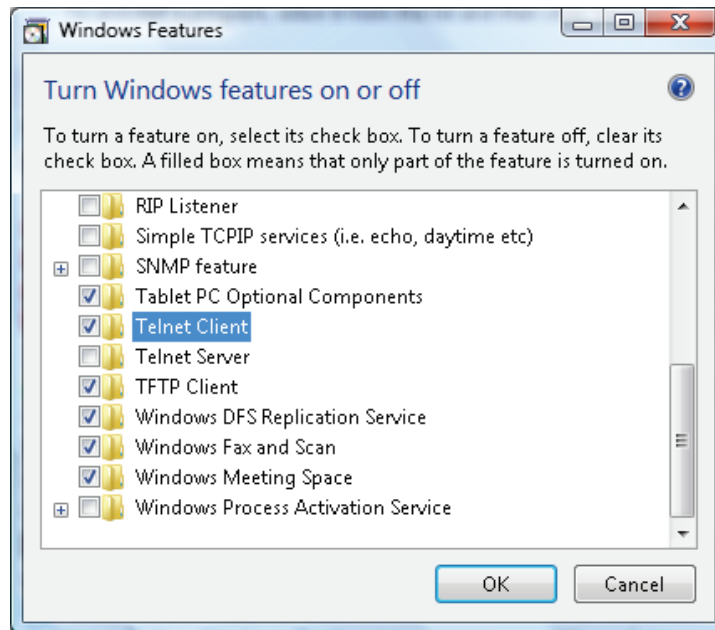 Windows Features
Turn Windows features on or off
To turn a feature on, select its check box. To turn a feature off, clear its
check box. A filled box means that only part of the feature is turned on.
RIP Listener
Simple TCPIP services (i.e. echo, daytime etc)
SNMP feature
Tablet PC Optional Components
Telnet Client
Telnet Server
TFTP Client
Windows DFS Replication Service
Windows Fax and Scan
Windows Meeting Space
Windows Process Activation Service
OK Cancel